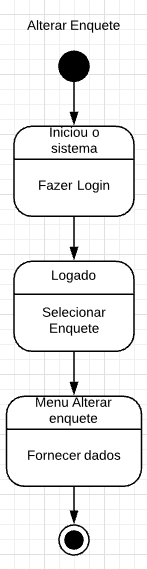 Alterar Enquete
Iniciou o
sistema
Fazer Login
Logado
Selecionar
Enquete
Menu Alterar
enquete
Fornecer dados